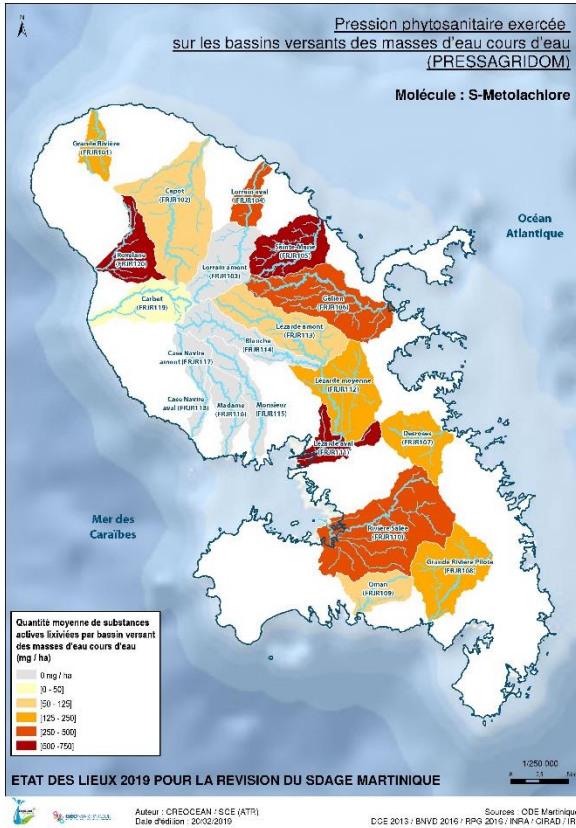 N
Pression phytosanitaire exercée
sur les bassins versants des masses d'eau cours d'eau
(PRESSAGRIDOM)
Molécule : S-Metolachlore
Grande Rivière
(FRJR101)
Capot
(FRJR102)
Lorrain aval
(FRJR104)
Océan
Atlantique
Sainte-Marie
(FRJR105)
Roxelane
(FRJR120)
Lorrain amont
(FRJR103)
Galion
(FRJR106)
Carbet
(FRJR119)
Lézarde amont
(FRJR113)
Blanche
(FRJR114)
Case Navire
amont (FRJR117)
Lézarde moyenne
(FRJR112)
Case Navire
aval (FRJR118)
Madame
(FRJR116)
Monsieur
(FRJR115)
Desroses
(FRJR107)
Lézarde aval
(FRJR111)
Mer des
Caraïbes
Rivière Salée
(FRJR110)
Grande Rivière Pilote
(FRJR108)
Oman
(FRJR109)
Quantité moyenne de substances
actives lixiviées par bassin versant
des masses d'eau cours d'eau
(mg / ha)
0 mg / ha
]0 - 50]
]50 - 125]
]125 - 250]
]250 - 500]
]500 -750]
1/250 000
ETAT DES LIEUX 2019 POUR LA REVISION DU SDAGE MARTINIQUE
Auteur : CREOCEAN / SCE (ATR)
Date d'édition : 20/02/2019
Sources : ODE Martinique
DCE 2013 / BNVD 2016 / RPG 2016 / INRA / CIRAD / IR